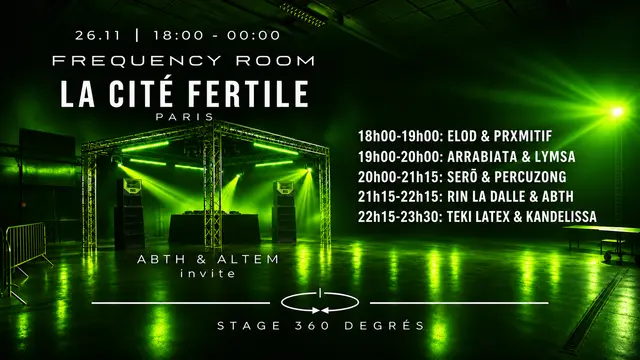 26.11 | 18:00 - 00:00
FREQUENCY ROOM
LA CITÉ FERTILE
PARIS
18h00-19h00: ELOD & PRXMITIF
19h00-20h00: ARRABIATA & LYMSA
20h00-21h15: SERŌ & PERCUZONG
21h15-22h15: RIN LA DALLE & ABTH
22h15-23h30: TEKI LATEX & KANDELISSA
ABTH & ALTEM
invite
STAGE 360 DEGRÉS